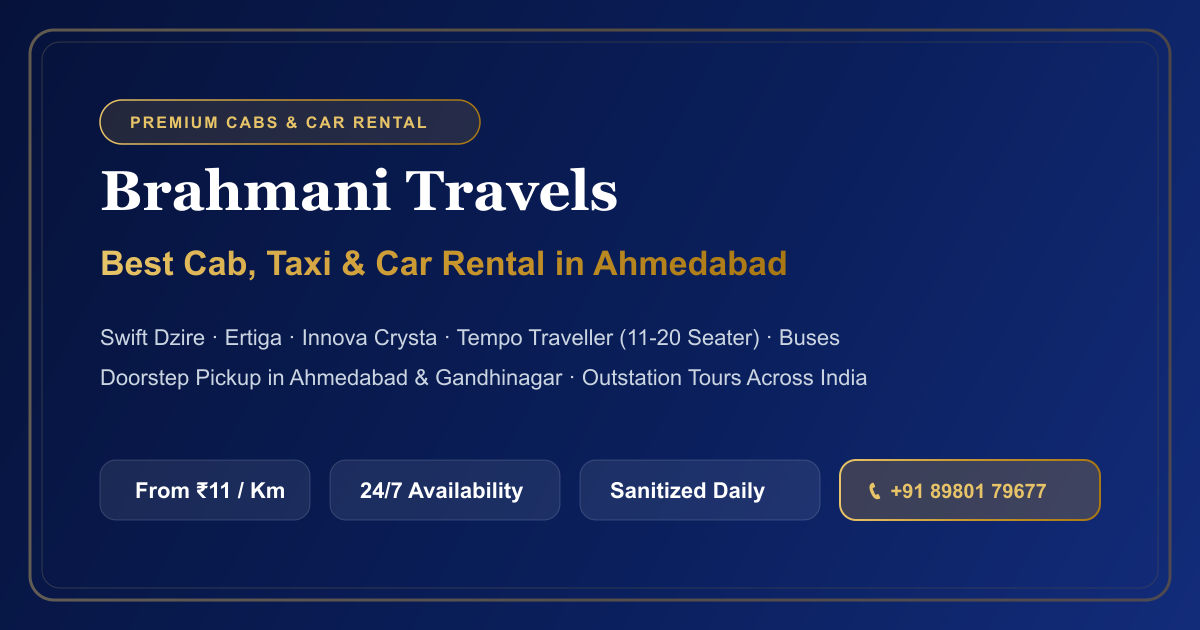 PREMIUM CABS & CAR RENTAL
Brahmani Travels
Best Cab, Taxi & Car Rental in Ahmedabad
Swift Dzire · Ertiga · Innova Crysta · Tempo Traveller (11-20 Seater) · Buses
Doorstep Pickup in Ahmedabad & Gandhinagar · Outstation Tours Across India
From ₹11 / Km
24/7 Availability
Sanitized Daily
+91 89801 79677